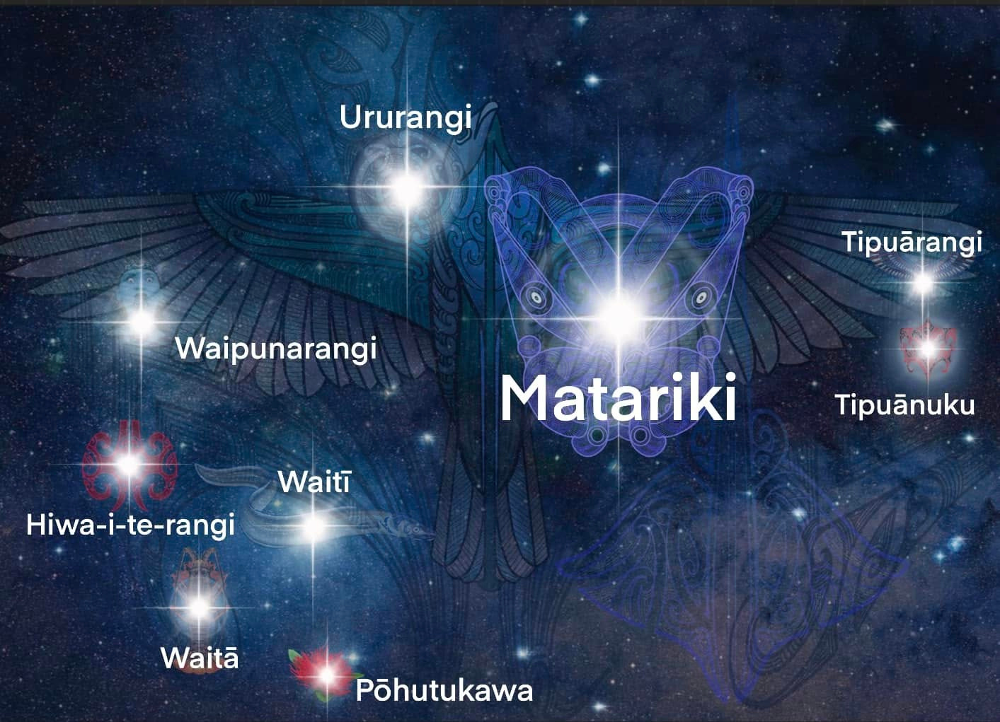 Ururangi
Tipuārangi
Waipunarangi
Matariki
Tipuānuku
Waitī
Hiwa-i-te-rangi
Waitā
Pōhutukawa